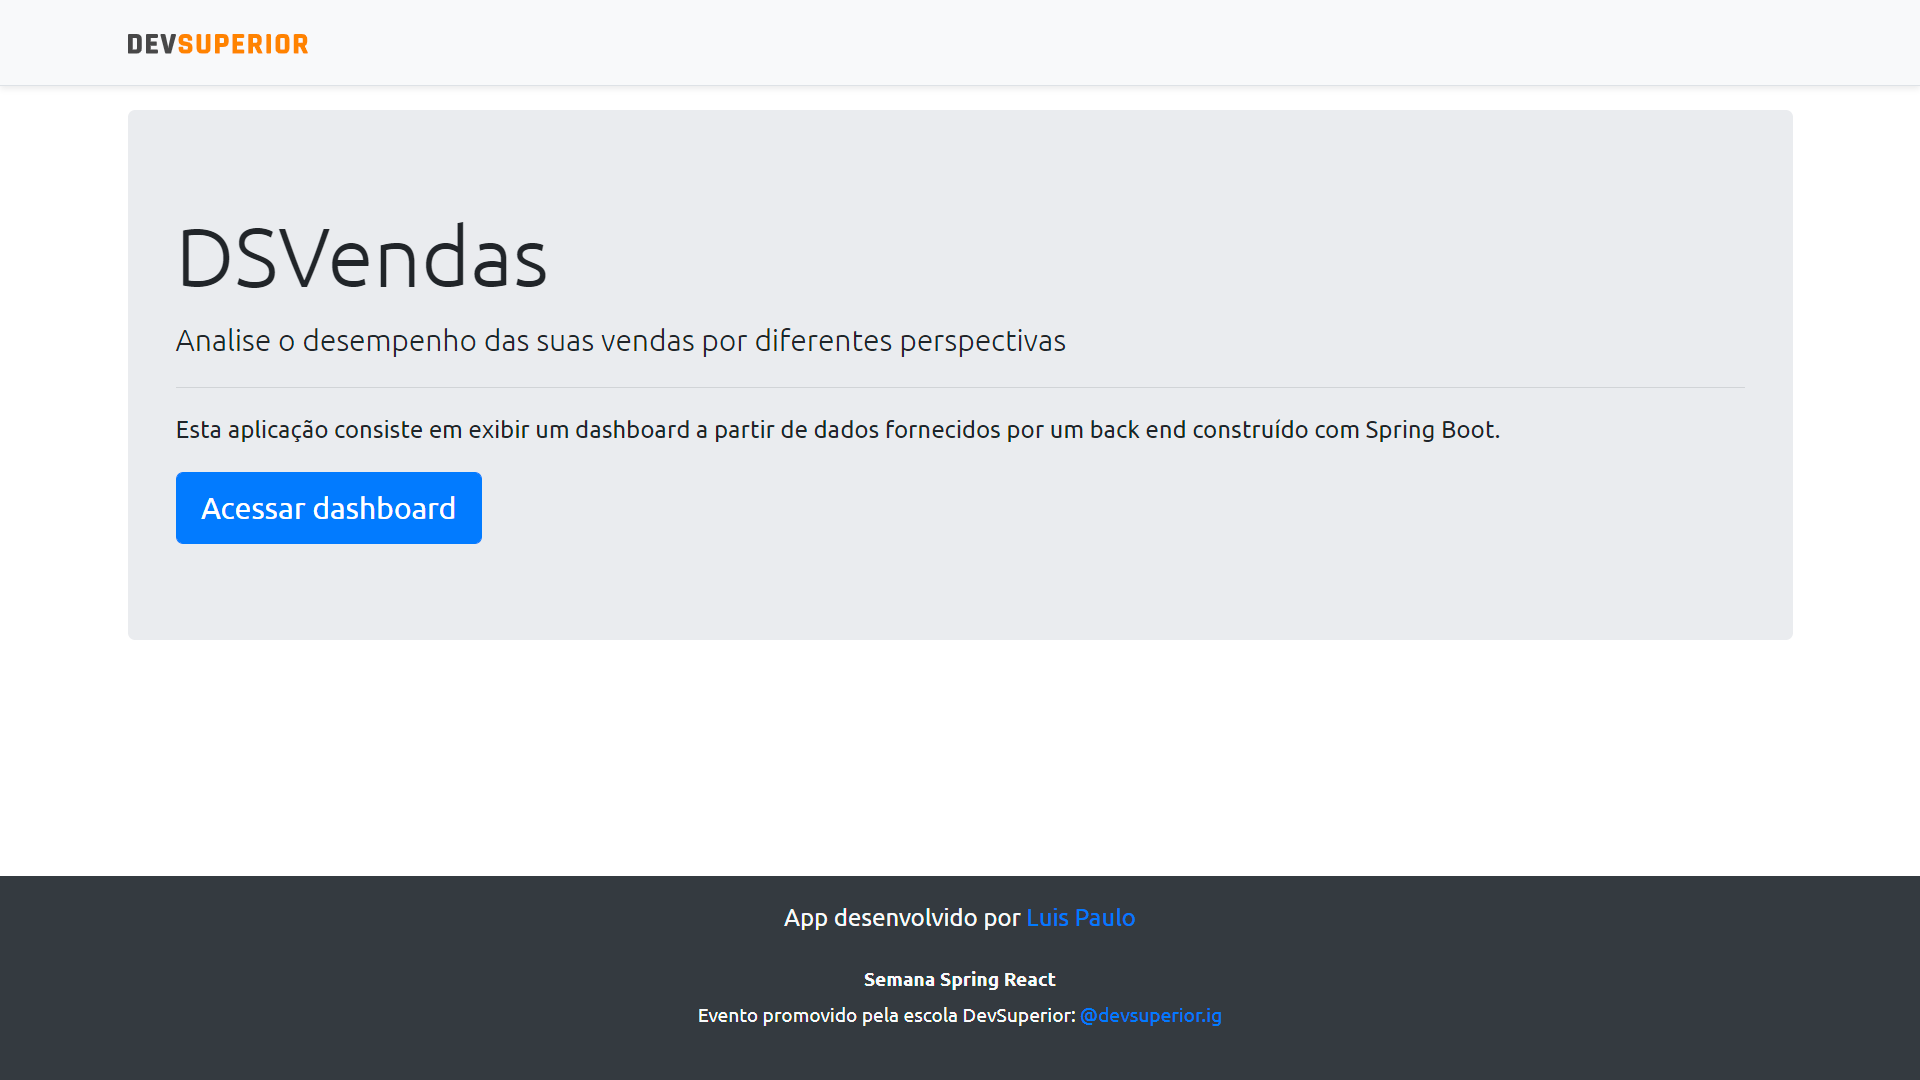 DEVSUPERIOR
DSVendas
Analise o desempenho das suas vendas por diferentes perspectivas
Esta aplicação consiste em exibir um dashboard a partir de dados fornecidos por um back end construído com Spring Boot.
Acessar dashboard
App desenvolvido por Luis Paulo
Semana Spring React
Evento promovido pela escola DevSuperior: @devsuperior.ig